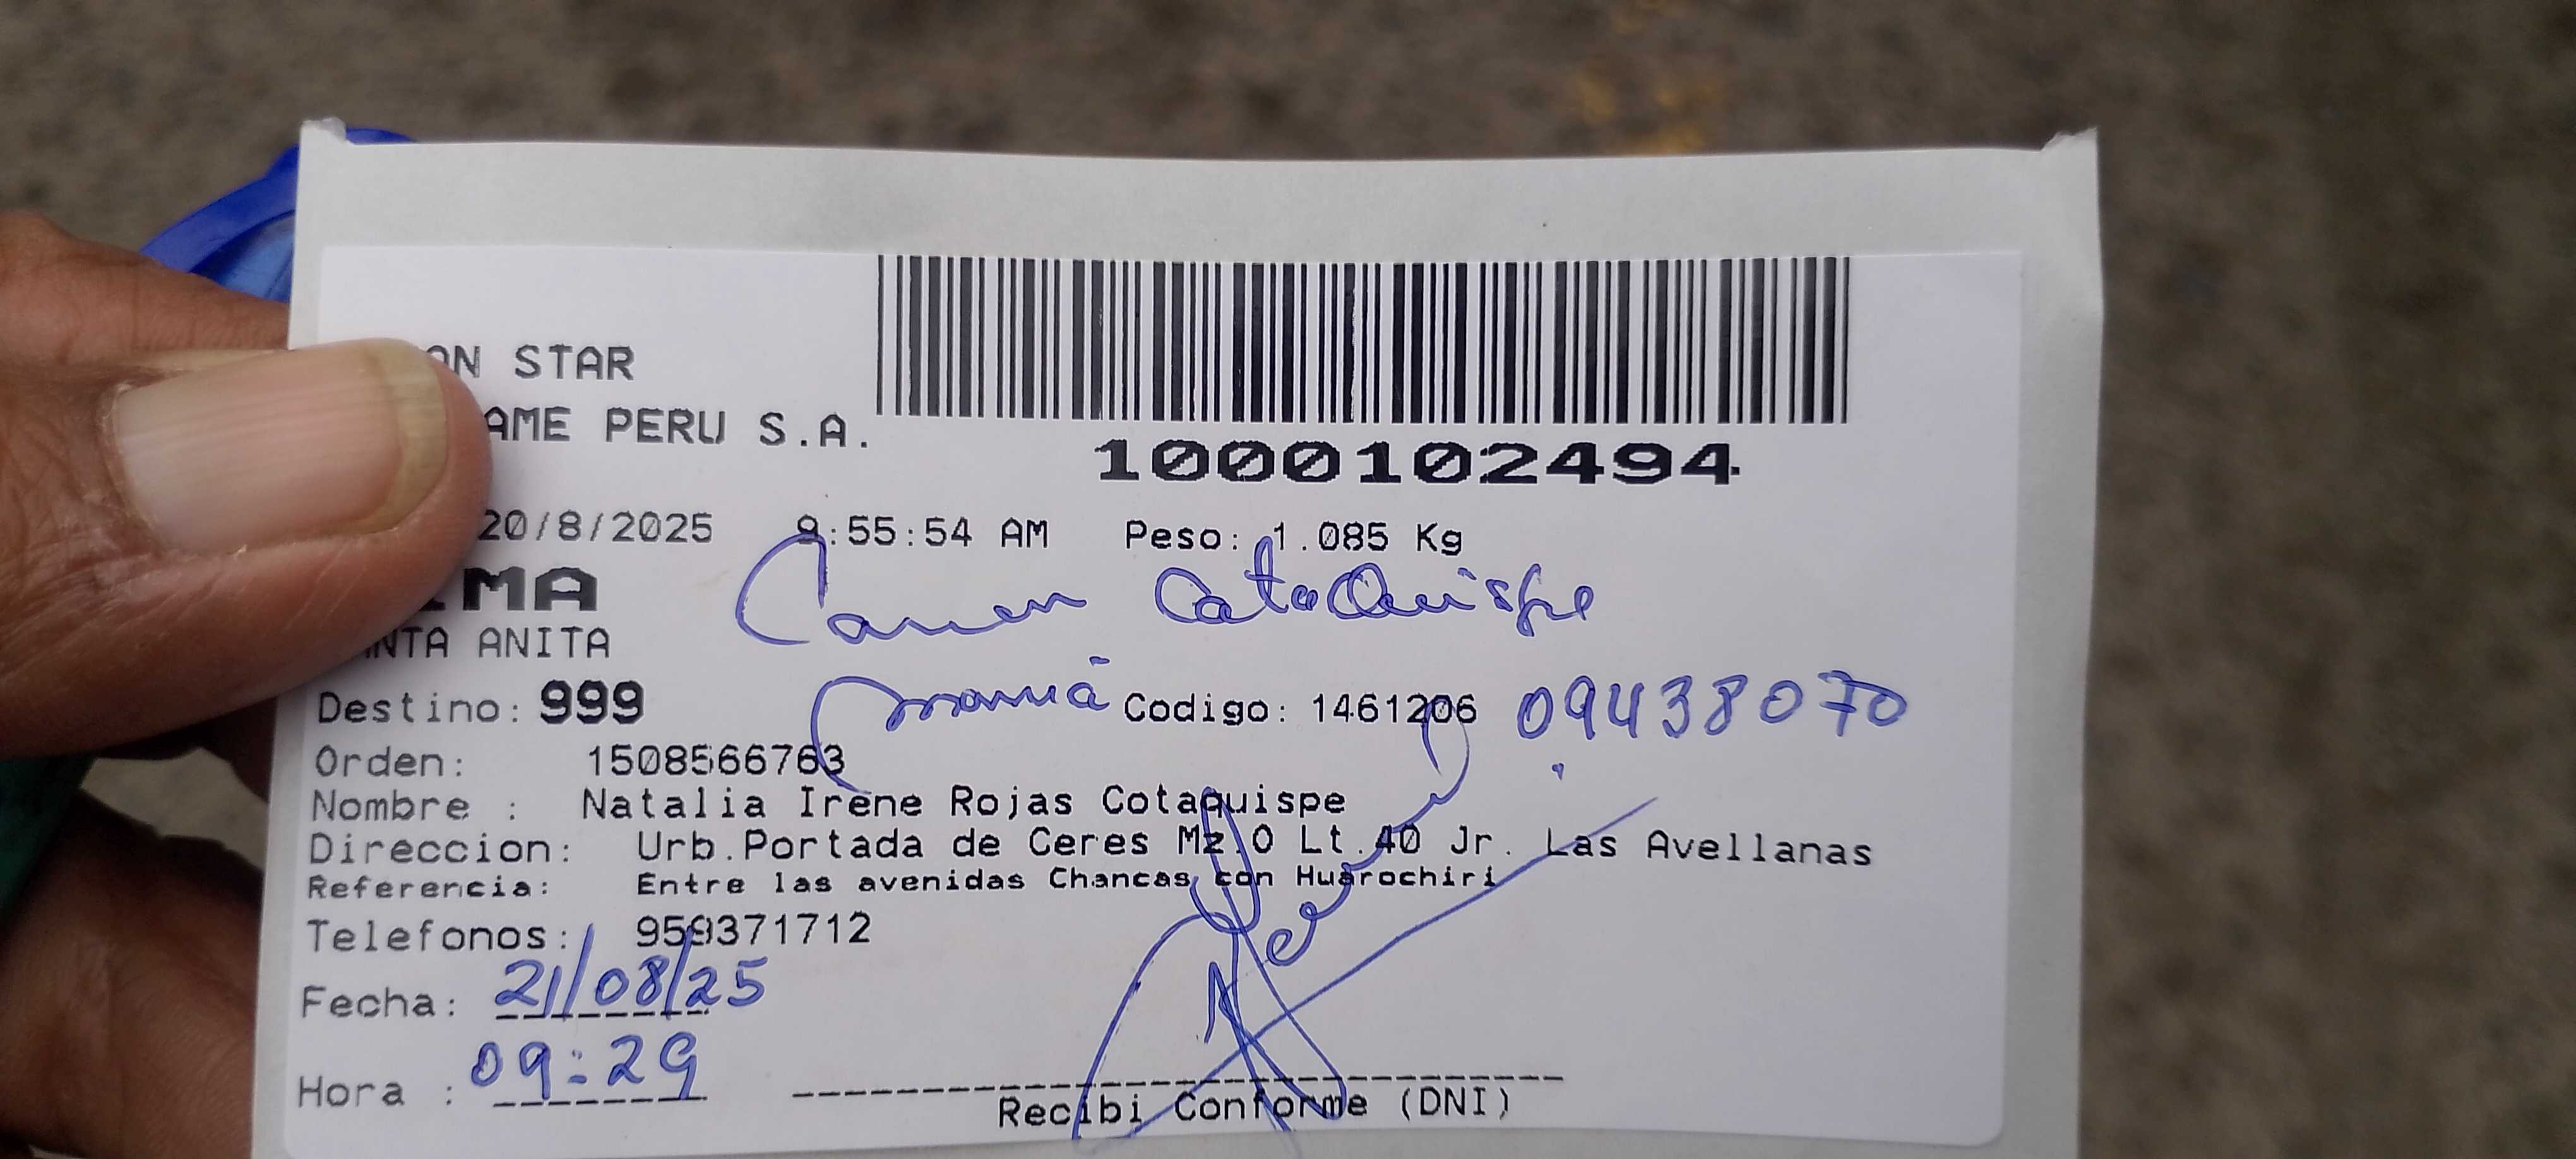 AN STAR
AME PERU S.A.
1000102494
20/8/2025 9:55:54 AM Peso: 1.085 Kg
Carmen CataQuispe
IMA
NTA ANITA
mamá
Destino: 999 Codigo: 1461206 09438070
Orden: 1508566763
Nombre : Natalia Irene Rojas Cotaquispe
Direccion: Urb.Portada de Ceres Mz.O Lt.40 Jr. Las Avellanas
Referencia: Entre las avenidas Chancas con Huarochiri
Telefonos: 959371712
Fecha: 21/08/25
Hora : 09:29
Recibi Conforme (DNI)